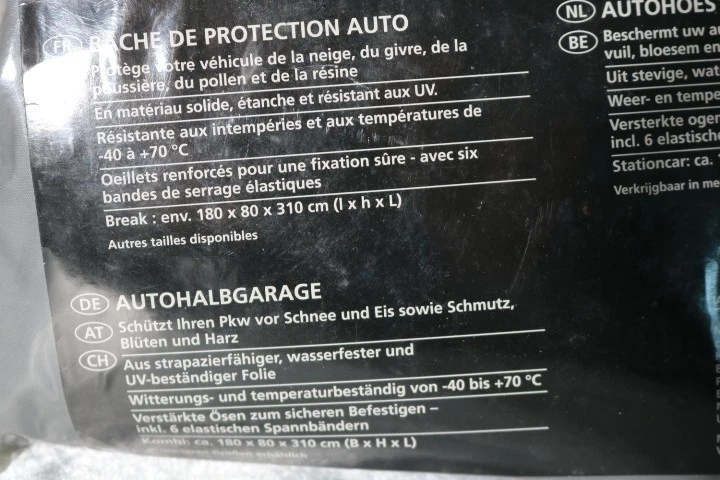 FR BÂCHE DE PROTECTION AUTO
Protège votre véhicule de la neige, du givre, de la
poussière, du pollen et de la résine
En matériau solide, étanche et résistant aux UV.
Résistante aux intempéries et aux températures de
-40 à +70 °C
Oeillets renforcés pour une fixation sûre - avec six
bandes de serrage élastiques
Break : env. 180 x 80 x 310 cm (l x h x L)
Autres tailles disponibles
DE AUTOHALBGARAGE
AT Schützt Ihren Pkw vor Schnee und Eis sowie Schmutz,
Blüten und Harz
CH Aus strapazierfähiger, wasserfester und
UV-beständiger Folie
Witterungs- und temperaturbeständig von -40 bis +70 °C
Verstärkte Ösen zum sicheren Befestigen –
inkl. 6 elastischen Spannbändern
Kombi: ca. 180 x 80 x 310 cm (B x H x L)
NL AUTOHOES
BE Beschermt uw
vuil, bloesem en
Uit stevige,
Weer- en
Versterkte
incl. 6
Stationcar: ca.
Verkrijgbaar in